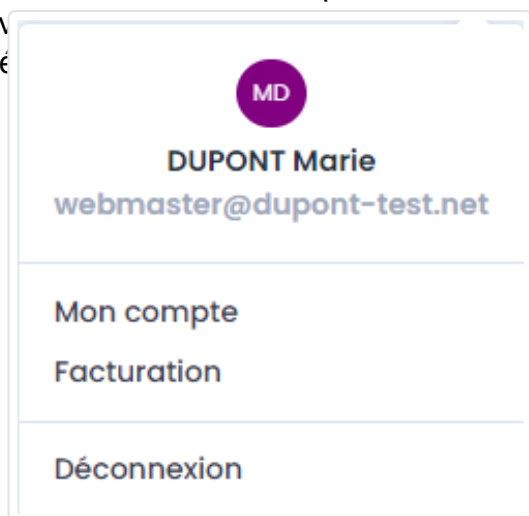 MD
DUPONT Marie
webmaster@dupont-test.net
Mon compte
Facturation
Déconnexion